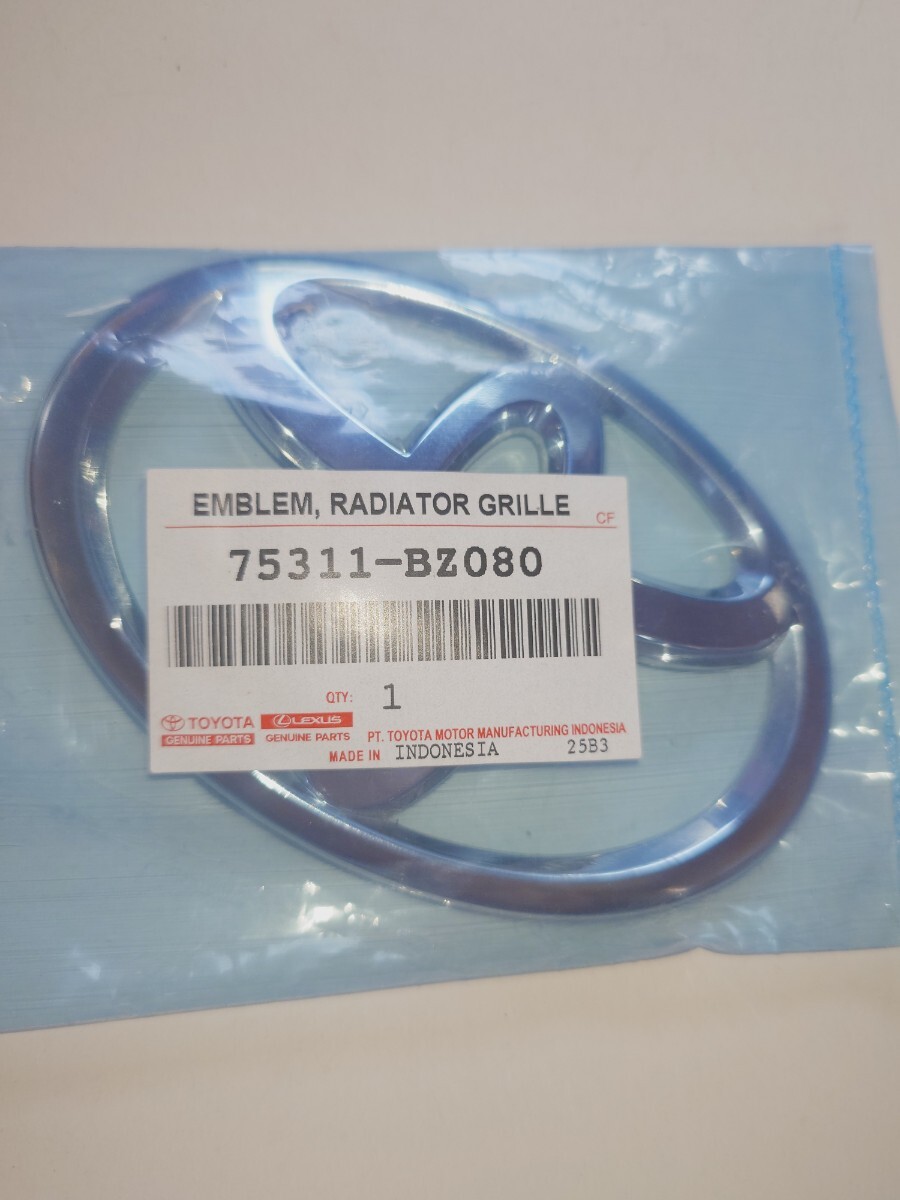 EMBLEM, RADIATOR GRILLE
CF
75311-BZ080
QTY: 1
TOYOTA LEXUS
GENUINE PARTS GENUINE PARTS
PT. TOYOTA MOTOR MANUFACTURING INDONESIA
MADE IN INDONESIA 25B3